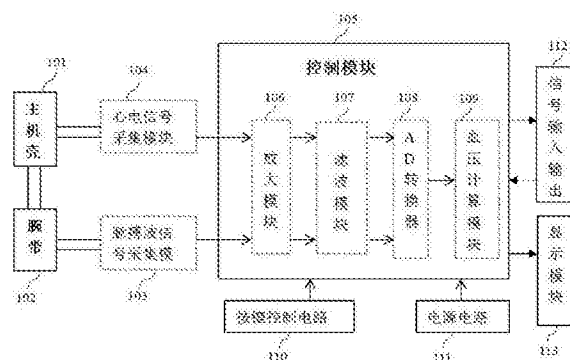 105
控制模块
101
主机壳
104
心电信号
采集模块
106
放大模块
107
滤波模块
108
AD转换器
109
血压计算模块
112
信号输入输出
腕带
102
脉搏波信
号采集模
103
按键控制电路
110
电源电路
111
显示模块
113